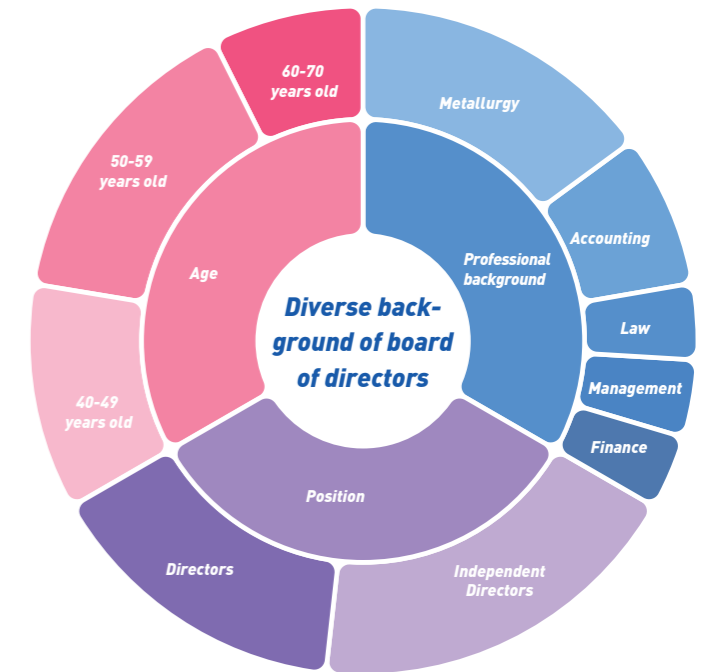 Diverse back-
ground of board
of directors
Age
60-70
years old
50-59
years old
40-49
years old
Professional
background
Metallurgy
Accounting
Law
Management
Finance
Position
Directors
Independent
Directors